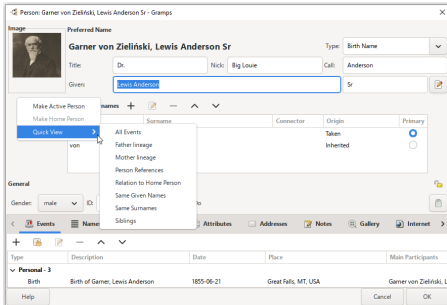 Person: Garner von Zieliński, Lewis Anderson Sr - Gramps
Image
Preferred Name
Garner von Zieliński, Lewis Anderson Sr
Type: Birth Name
Title: Dr. Nick: Big Louie Call: Anderson
Given: Lewis Anderson Sr
Make Active Person
Make Home Person
Quick View
Surname Connector Origin Primary
Taken
von Inherited
All Events
Father lineage
Mother lineage
Person References
Relation to Home Person
Same Given Names
Same Surnames
Siblings
General
Gender: male ID:
Events Attributes Addresses Notes Gallery Internet
Type Description Date Place Main Participants
Personal - 3
Birth Birth of Garner, Lewis Anderson 1855-06-21 Great Falls, MT, USA Garner von Zieliński, L
Help Cancel OK